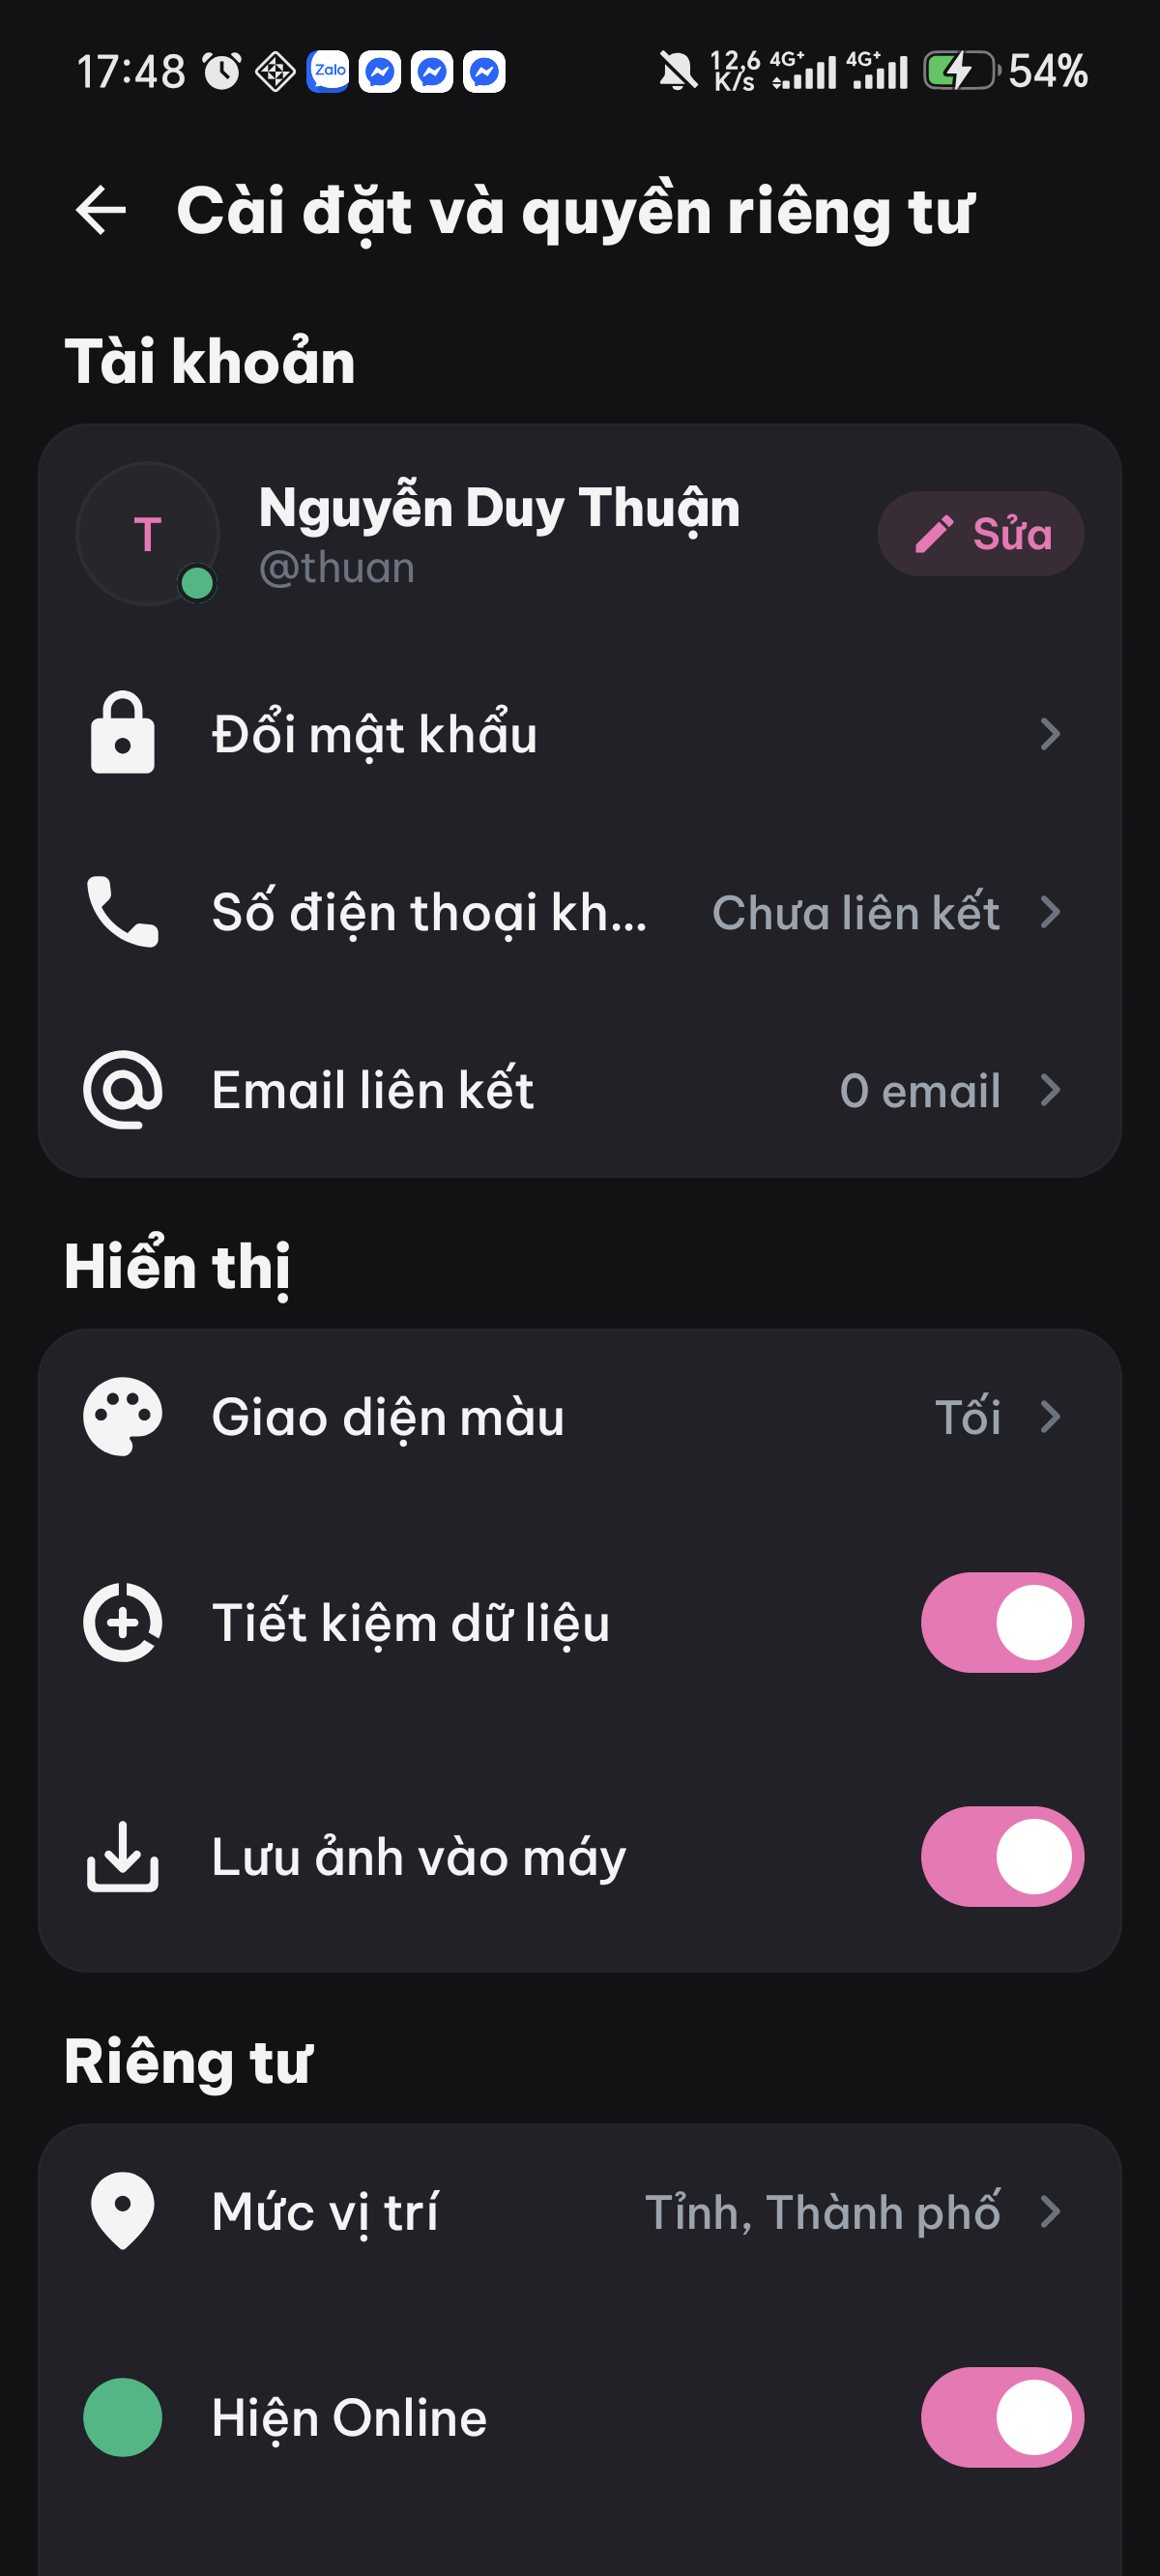 17:48 Zalo 12,6 K/s 4G+ 4G+ 54%
Cài đặt và quyền riêng tư
Tài khoản
T
Nguyễn Duy Thuận
@thuan
Sửa
Đổi mật khẩu
Số điện thoại kh... Chưa liên kết
Email liên kết 0 email
Hiển thị
Giao diện màu Tối
Tiết kiệm dữ liệu
Lưu ảnh vào máy
Riêng tư
Mức vị trí Tỉnh, Thành phố
Hiện Online